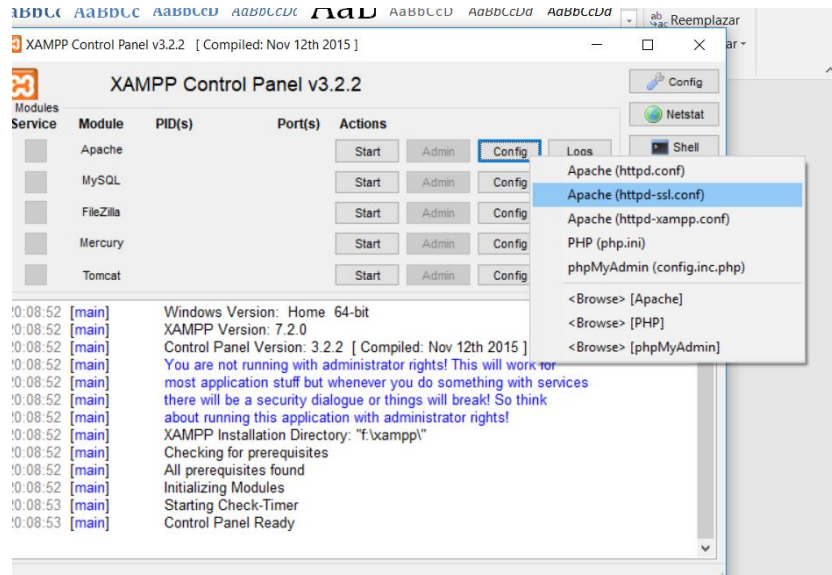 AaBbCc AaBbCc AaBbCcD AaBbCcDc AaB AaBbCcD AaBbCcDa AaBbCcDa
Reemplazar
XAMPP Control Panel v3.2.2 [ Compiled: Nov 12th 2015 ]
XAMPP Control Panel v3.2.2
Config
Netstat
Shell
Modules
Service Module PID(s) Port(s) Actions
Apache Start Admin Config Logs
MySQL Start Admin Config
FileZilla Start Admin Config
Mercury Start Admin Config
Tomcat Start Admin Config
Apache (httpd.conf)
Apache (httpd-ssl.conf)
Apache (httpd-xampp.conf)
PHP (php.ini)
phpMyAdmin (config.inc.php)
<Browse> [Apache]
<Browse> [PHP]
<Browse> [phpMyAdmin]
20:08:52 [main] Windows Version: Home 64-bit
20:08:52 [main] XAMPP Version: 7.2.0
20:08:52 [main] Control Panel Version: 3.2.2 [ Compiled: Nov 12th 2015 ]
20:08:52 [main] You are not running with administrator rights! This will work for
20:08:52 [main] most application stuff but whenever you do something with services
20:08:52 [main] there will be a security dialogue or things will break! So think
20:08:52 [main] about running this application with administrator rights!
20:08:52 [main] XAMPP Installation Directory: "f:\xampp\"
20:08:52 [main] Checking for prerequisites
20:08:52 [main] All prerequisites found
20:08:52 [main] Initializing Modules
20:08:53 [main] Starting Check-Timer
20:08:53 [main] Control Panel Ready